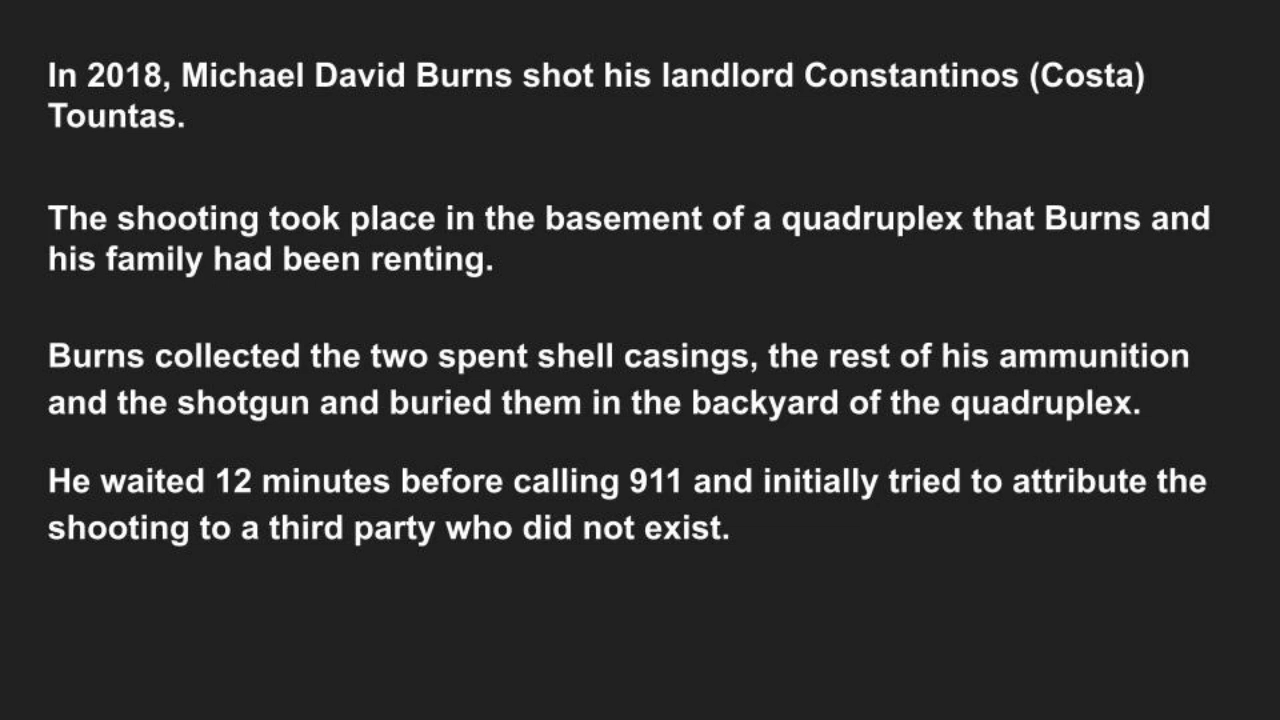 In 2018, Michael David Burns shot his landlord Constantinos (Costa)
Tountas.
The shooting took place in the basement of a quadruplex that Burns and
his family had been renting.
Burns collected the two spent shell casings, the rest of his ammunition
and the shotgun and buried them in the backyard of the quadruplex.
He waited 12 minutes before calling 911 and initially tried to attribute the
shooting to a third party who did not exist.